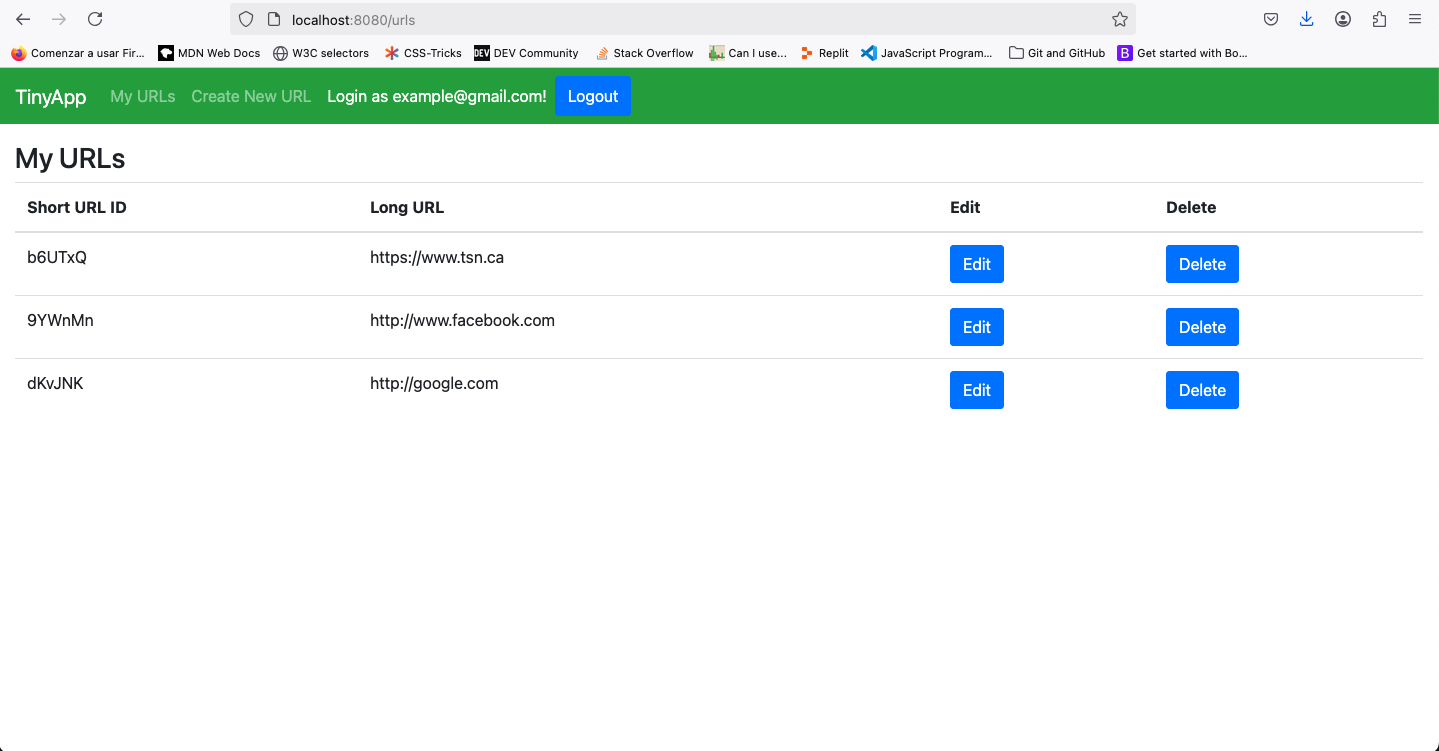 localhost:8080/urls
Comenzar a usar Fir... MDN Web Docs W3C selectors CSS-Tricks DEV DEV Community Stack Overflow Can I use... Replit JavaScript Program... Git and GitHub B Get started with Bo...
TinyApp My URLs Create New URL Login as example@gmail.com! Logout
My URLs
Short URL ID Long URL Edit Delete
b6UTxQ https://www.tsn.ca Edit Delete
9YWnMn http://www.facebook.com Edit Delete
dKvJNK http://google.com Edit Delete